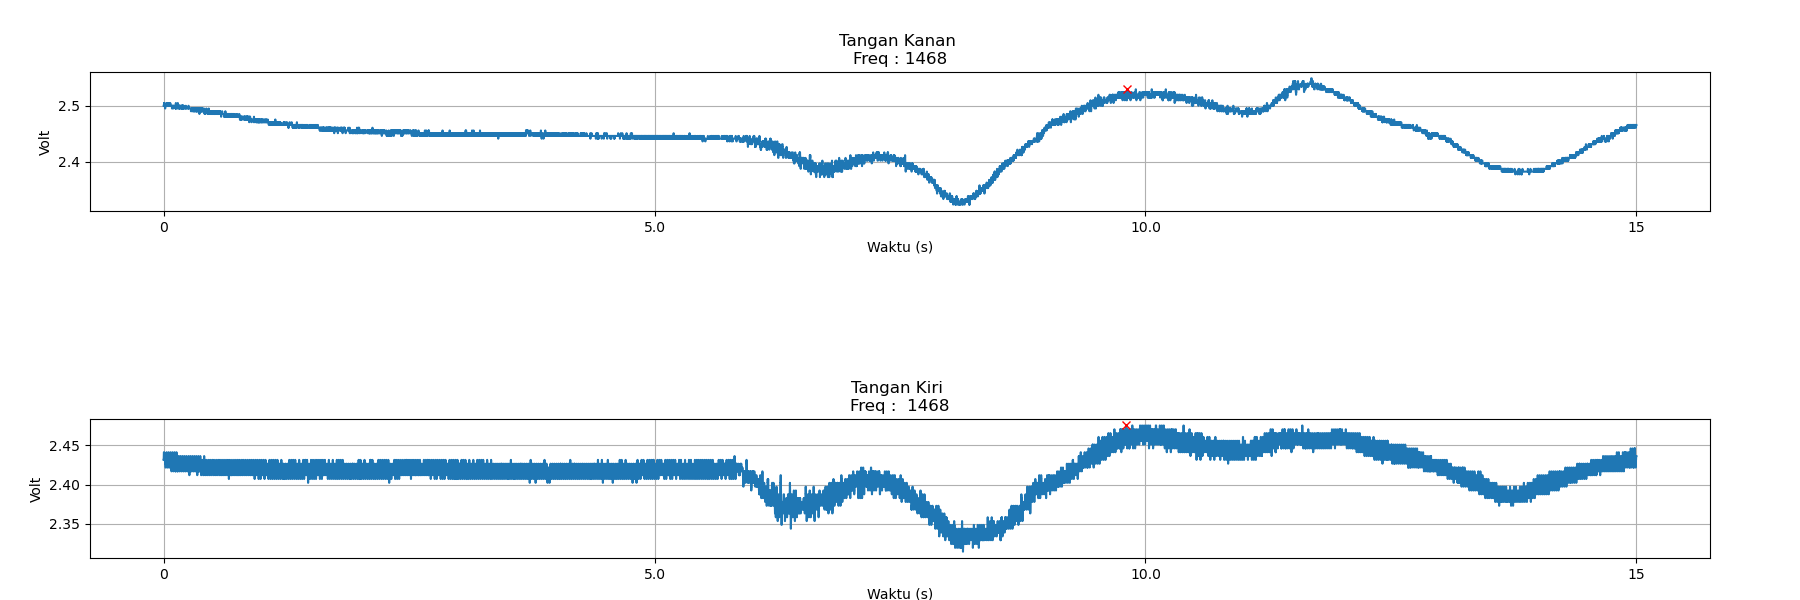 Tangan Kanan
Freq : 1468
2.5
2.4
Volt
0 5.0 10.0 15
Waktu (s)
Tangan Kiri
Freq :  1468
2.45
2.40
2.35
Volt
0 5.0 10.0 15
Waktu (s)